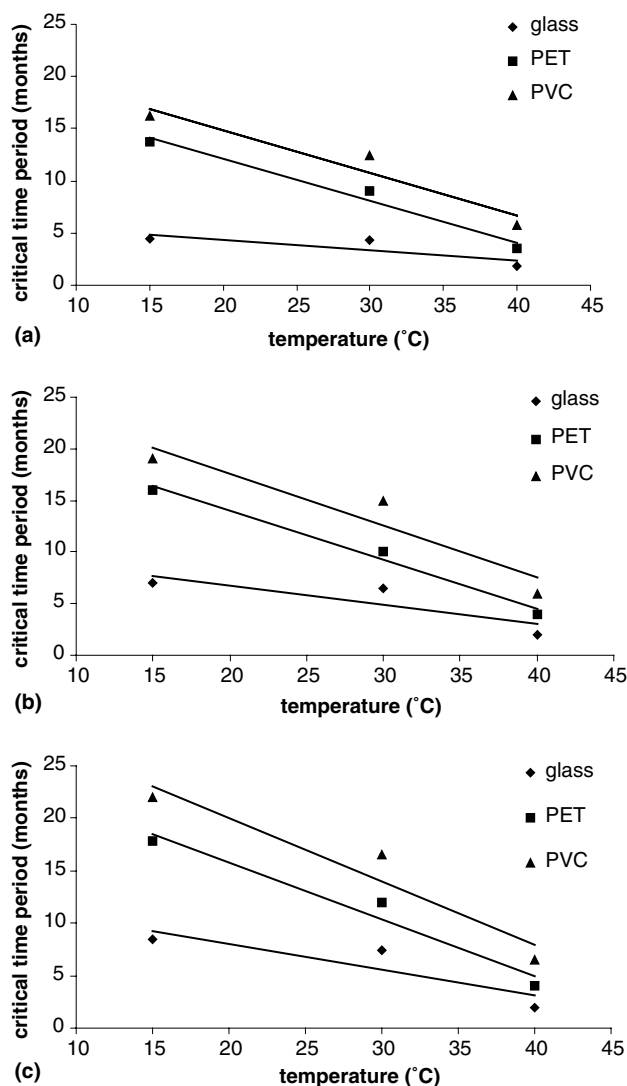 glass
PET
PVC
critical time period (months)
25
20
15
10
5
0
10 15 20 25 30 35 40 45
(a)
temperature (˚C)
glass
PET
PVC
critical time period (months)
25
20
15
10
5
0
10 15 20 25 30 35 40 45
(b)
temperature (˚C)
glass
PET
PVC
critical time period (months)
25
20
15
10
5
0
10 15 20 25 30 35 40 45
(c)
temperature (˚C)